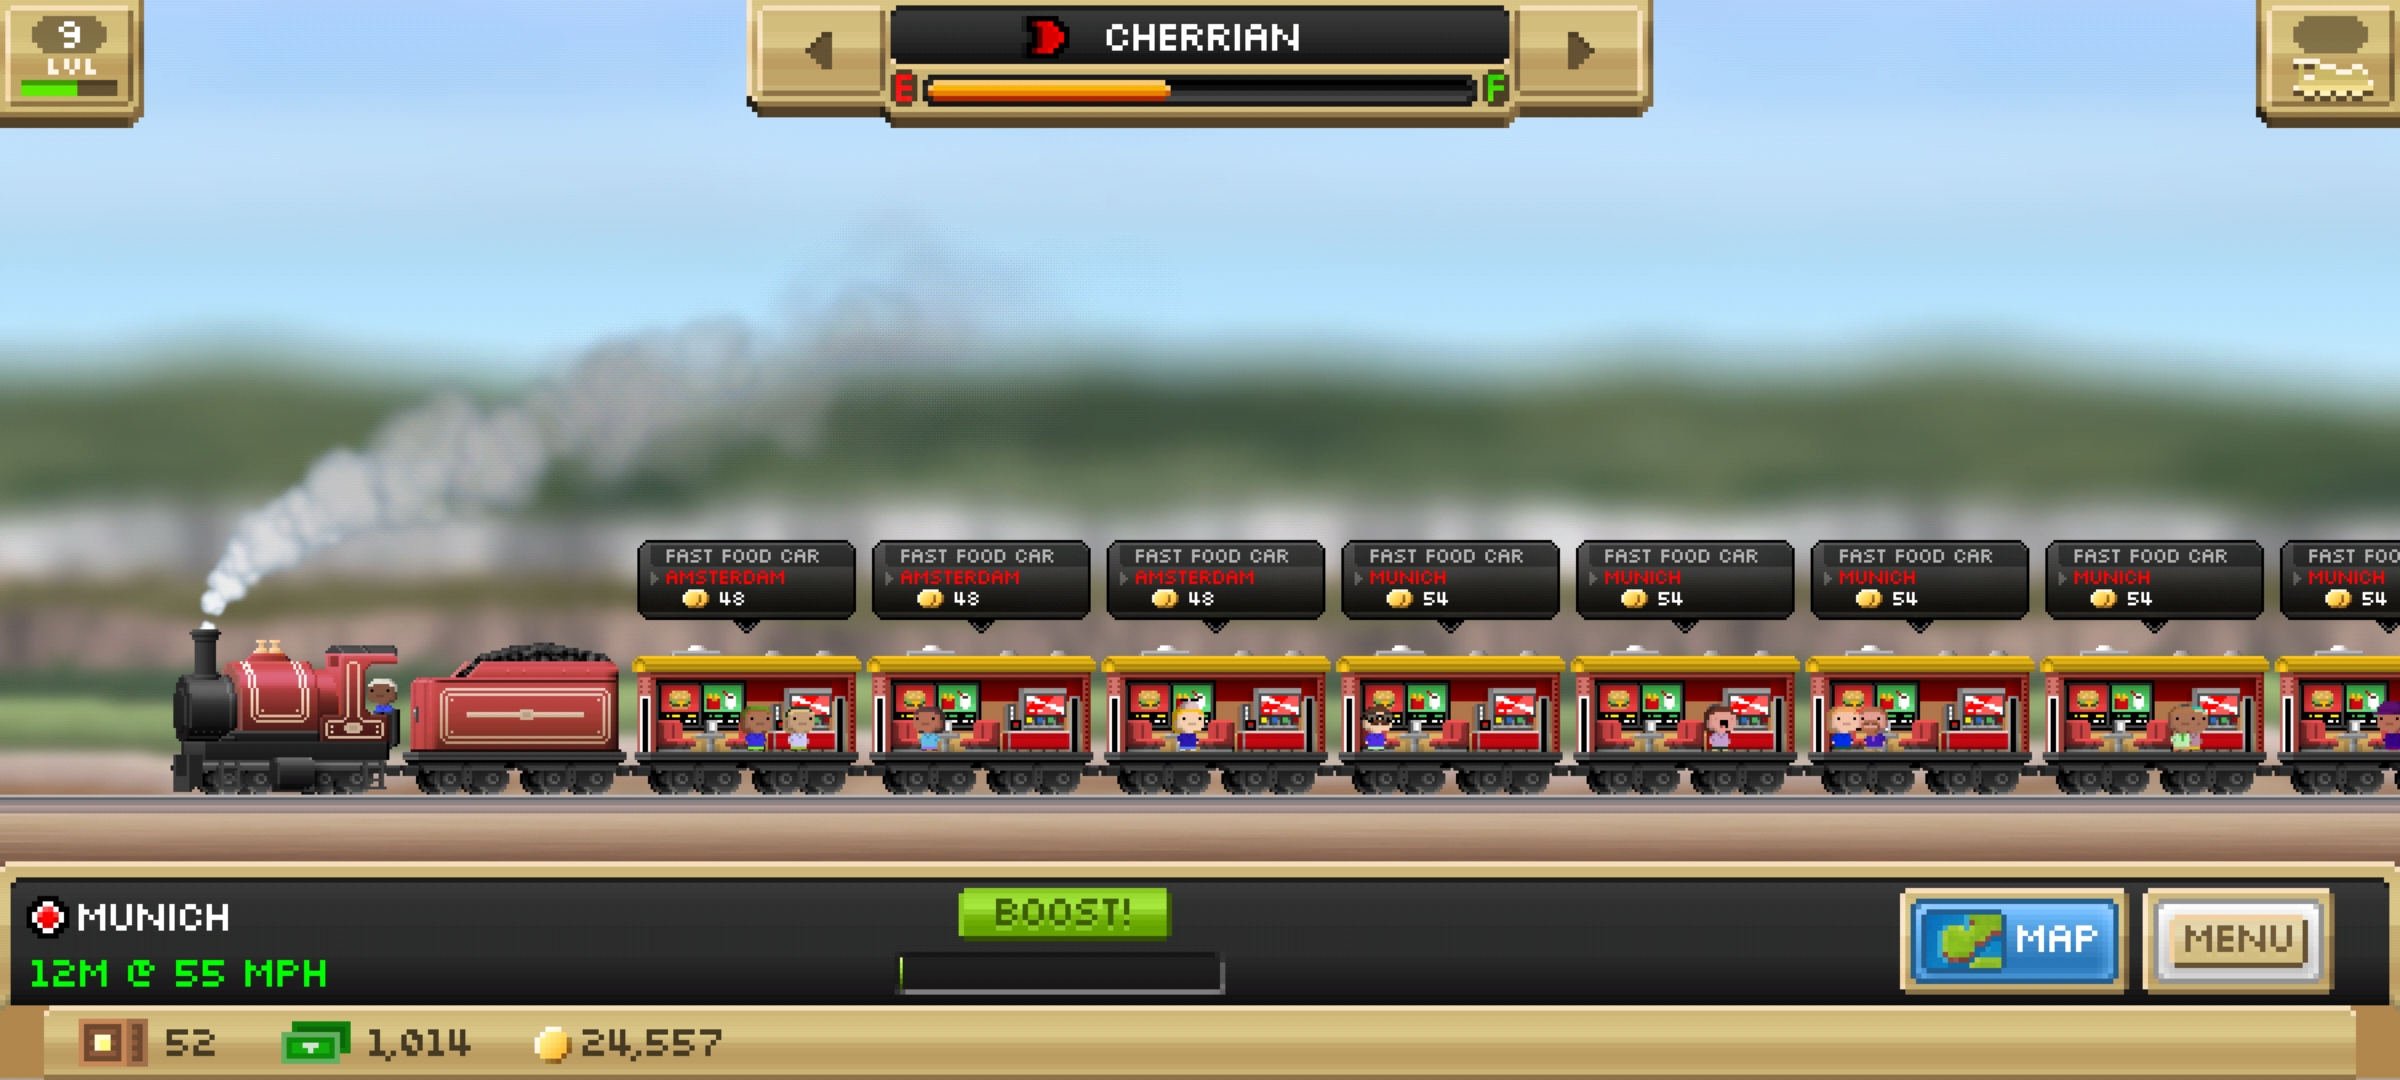 9
LVL
CHERRIAN
E F
FAST FOOD CAR
AMSTERDAM
48
FAST FOOD CAR
AMSTERDAM
48
FAST FOOD CAR
AMSTERDAM
48
FAST FOOD CAR
MUNICH
54
FAST FOOD CAR
MUNICH
54
FAST FOOD CAR
MUNICH
54
FAST FOOD CAR
MUNICH
54
FAST FOO
MUNICH
54
MUNICH
12M @ 55 MPH
BOOST!
MAP
MENU
52
1,014
24,557